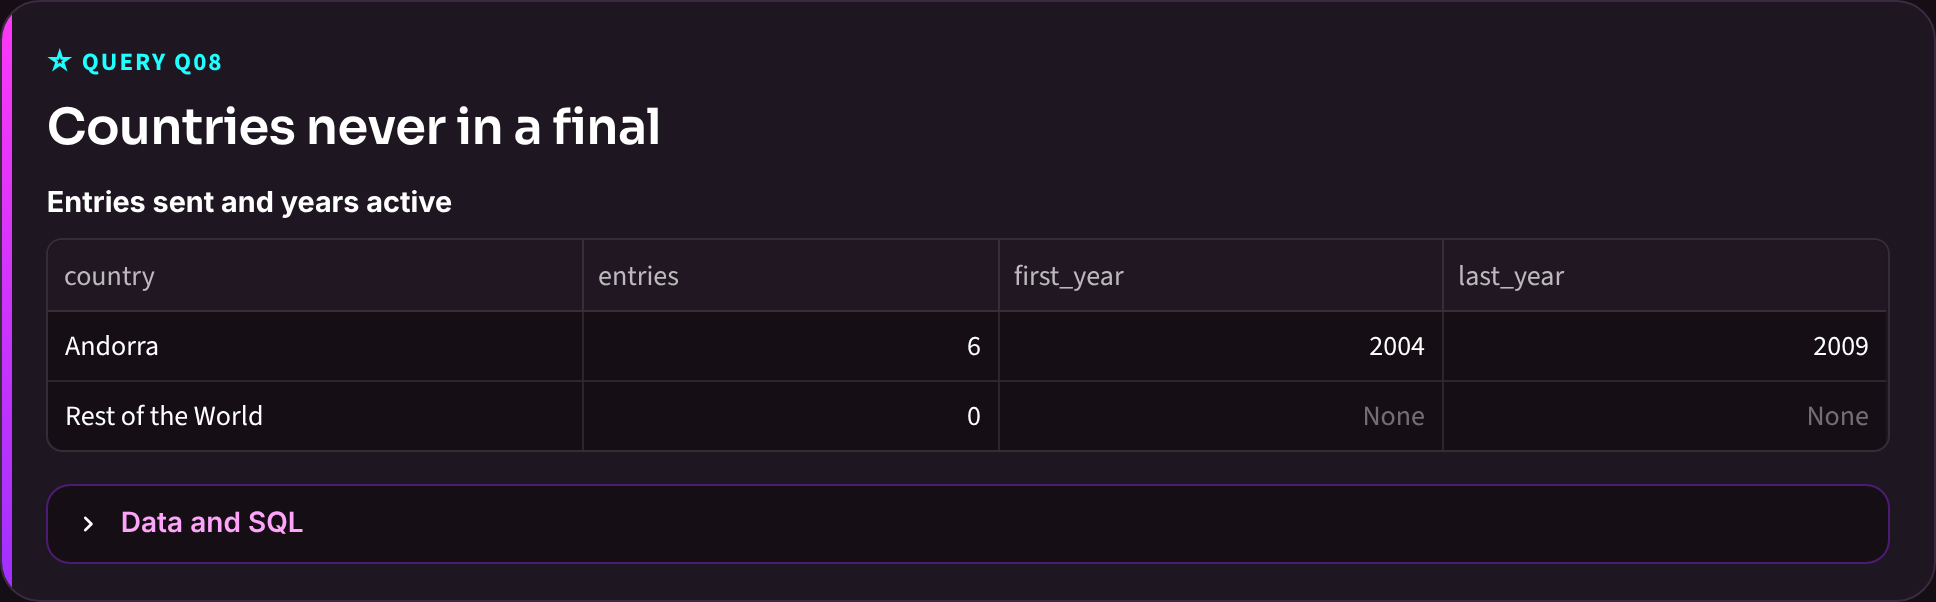 ☆ QUERY Q08
Countries never in a final
Entries sent and years active
country entries first_year last_year
Andorra 6 2004 2009
Rest of the World 0 None None
Data and SQL